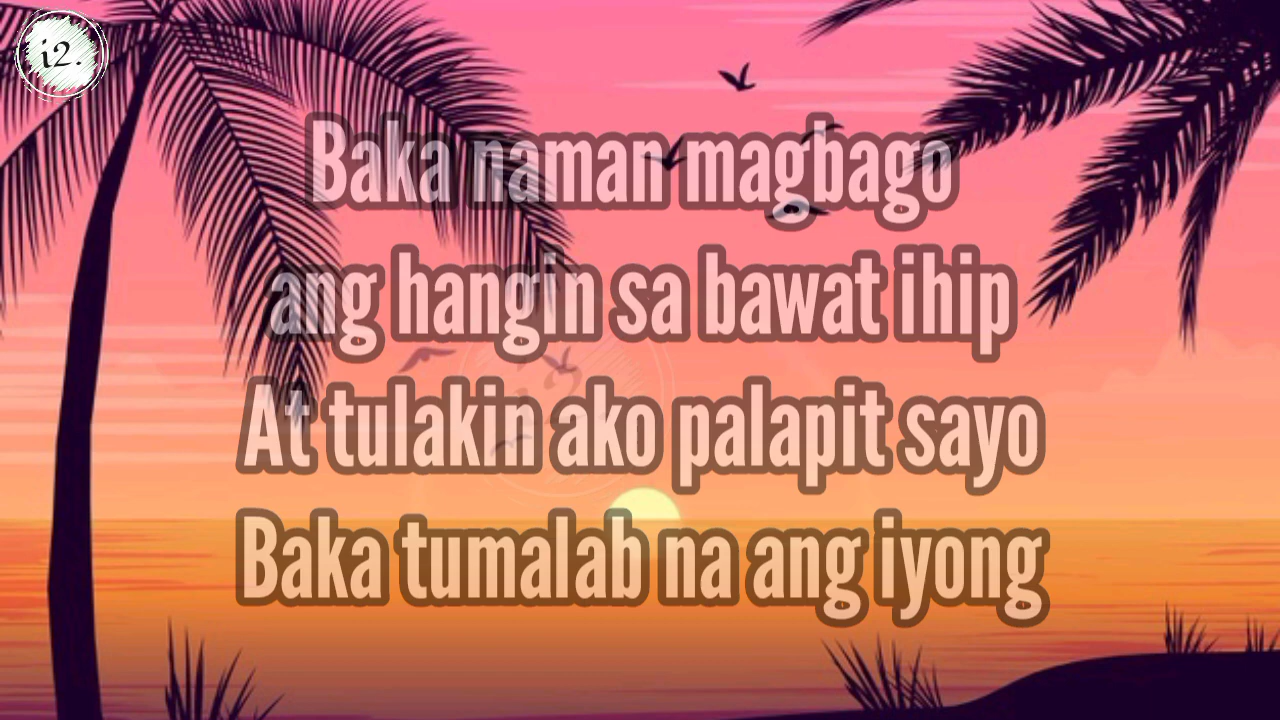 i2.
Baka naman magbago
ang hangin sa bawat ihip
At tulakin ako palapit sayo
Baka tumalab na ang iyong